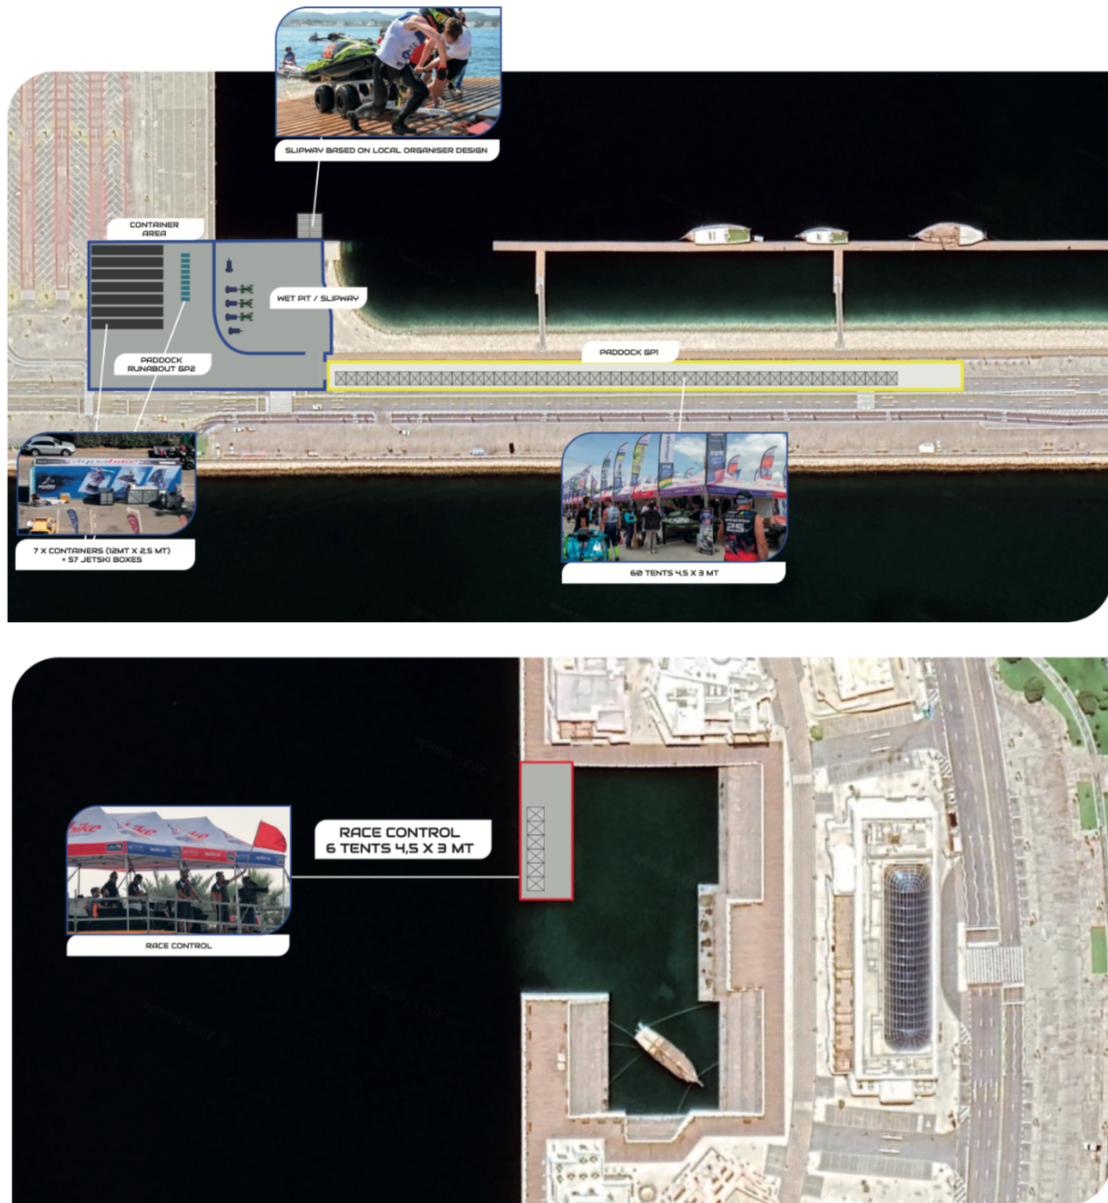 SLIPWAY BASED ON LOCAL ORGANISER DESIGN
CONTAINER
AREA
WET PIT / SLIPWAY
PADDOCK
RUNABOUT GP2
PADDOCK GP1
25
7 X CONTAINERS (12MT X 2,5 MT)
+ 57 JETSKI BOXES
60 TENTS 4,5 X 3 MT
RACE CONTROL
6 TENTS 4,5 X 3 MT
RACE CONTROL